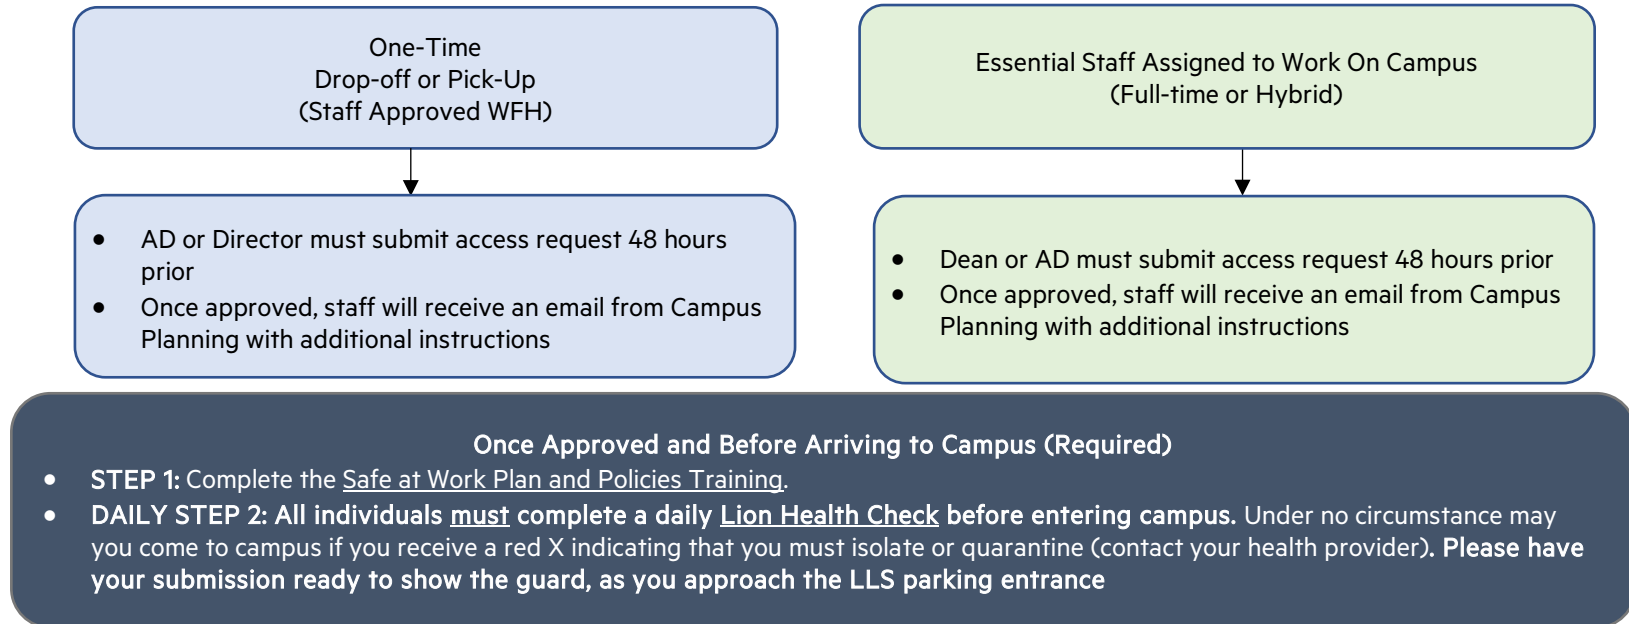 One-Time
Drop-off or Pick-Up
(Staff Approved WFH)
Essential Staff Assigned to Work On Campus
(Full-time or Hybrid)
● AD or Director must submit access request 48 hours
prior
● Once approved, staff will receive an email from Campus
Planning with additional instructions
● Dean or AD must submit access request 48 hours prior
● Once approved, staff will receive an email from Campus
Planning with additional instructions
Once Approved and Before Arriving to Campus (Required)
● STEP 1: Complete the Safe at Work Plan and Policies Training.
● DAILY STEP 2: All individuals must complete a daily Lion Health Check before entering campus. Under no circumstance may
you come to campus if you receive a red X indicating that you must isolate or quarantine (contact your health provider). Please have
your submission ready to show the guard, as you approach the LLS parking entrance